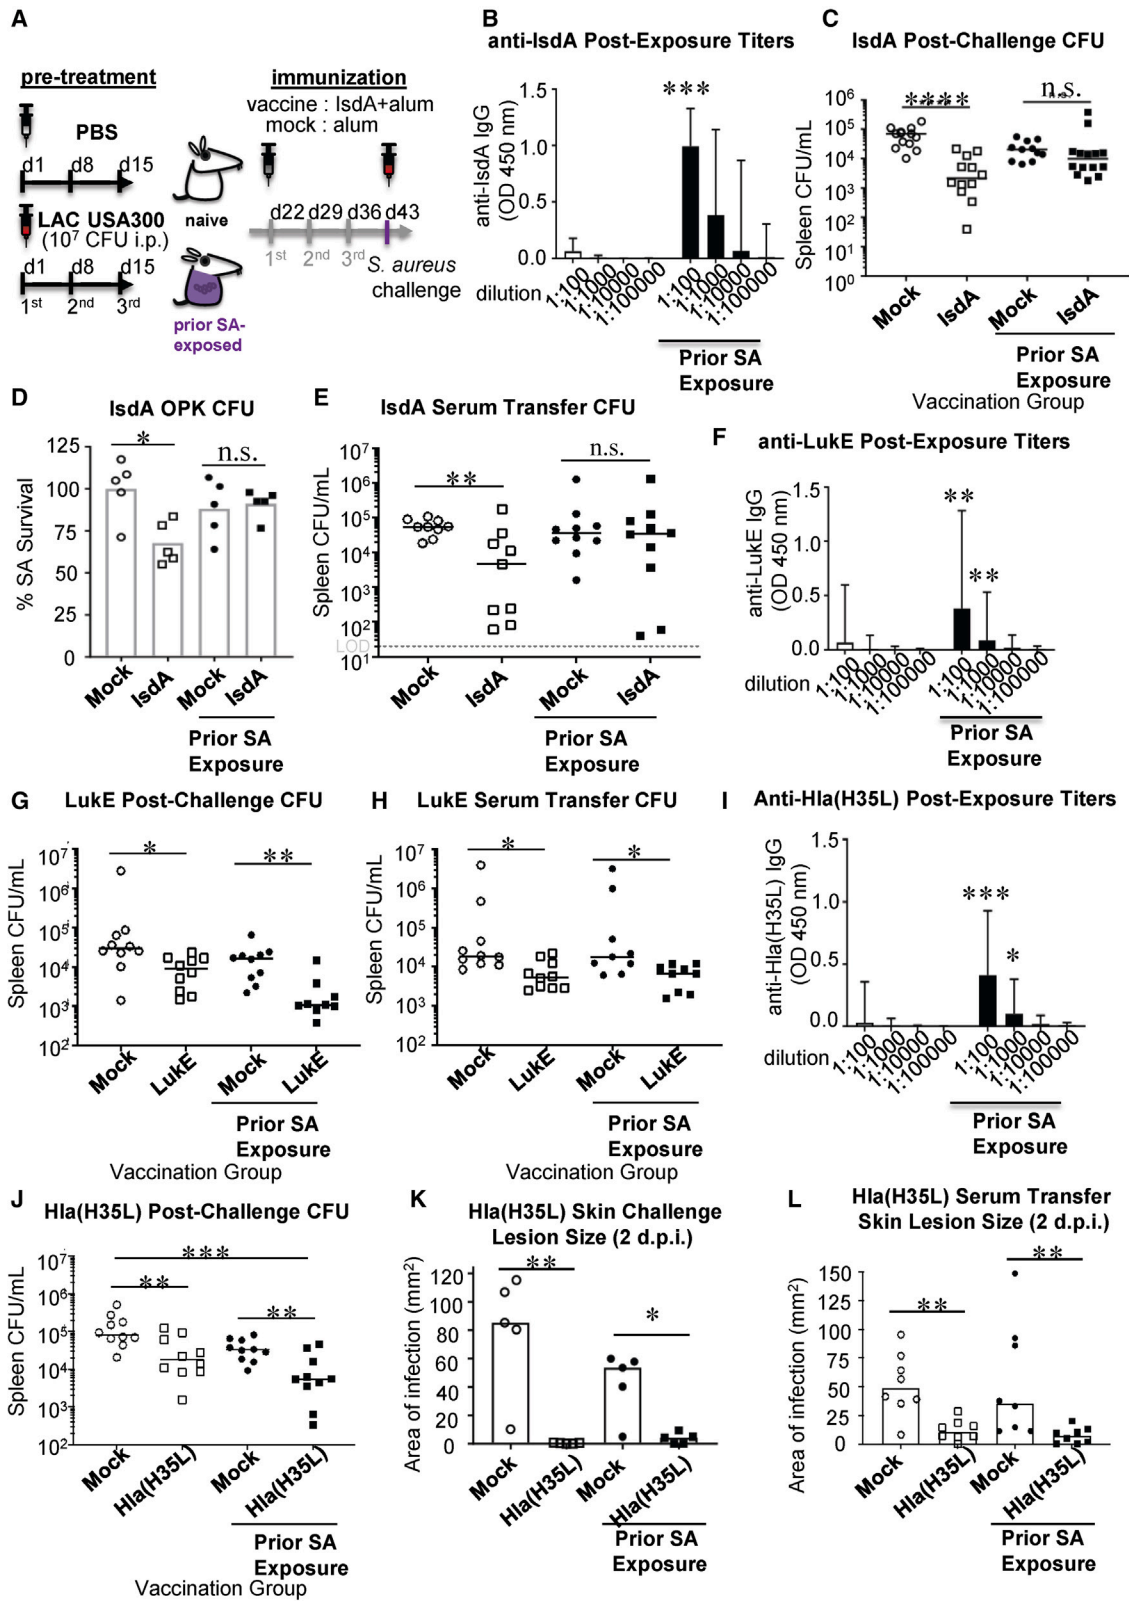 A
pre-treatment
PBS
d1 d8 d15
naive
LAC USA300
(10⁷ CFU i.p.)
d1 d8 d15
1st 2nd 3rd
prior SA-
exposed
immunization
vaccine : IsdA+alum
mock : alum
d22 d29 d36 d43
1st 2nd 3rd
S. aureus
challenge
B
anti-IsdA Post-Exposure Titers
anti-IsdA IgG
(OD 450 nm)
1.5
1.0
0.5
0.0
***
dilution
1:100 1:1000 1:10000 1:100000 1:100 1:1000 1:10000 1:100000
Prior SA
Exposure
C
IsdA Post-Challenge CFU
Spleen CFU/mL
10⁶
10⁵
10⁴
10³
10²
10¹
10⁰
**** n.s.
Mock IsdA Mock IsdA
Prior SA
Exposure
Vaccination Group
D
IsdA OPK CFU
% SA Survival
125
100
75
50
25
0
* n.s.
Mock IsdA Mock IsdA
Prior SA
Exposure
E
IsdA Serum Transfer CFU
Spleen CFU/mL
10⁷
10⁶
10⁵
10⁴
10³
10²
10¹
LOD
** n.s.
Mock IsdA Mock IsdA
Prior SA
Exposure
F
anti-LukE Post-Exposure Titers
anti-LukE IgG
(OD 450 nm)
1.5
1.0
0.5
0.0
** **
dilution
1:100 1:1000 1:10000 1:100000 1:100 1:1000 1:10000 1:100000
Prior SA
Exposure
G
LukE Post-Challenge CFU
Spleen CFU/mL
10⁷
10⁶
10⁵
10⁴
10³
10²
* **
Mock LukE Mock LukE
Prior SA
Exposure
Vaccination Group
H
LukE Serum Transfer CFU
Spleen CFU/mL
10⁷
10⁶
10⁵
10⁴
10³
10²
* *
Mock LukE Mock LukE
Prior SA
Exposure
Vaccination Group
I
Anti-Hla(H35L) Post-Exposure Titers
anti-Hla(H35L) IgG
(OD 450 nm)
1.5
1.0
0.5
0.0
*** *
dilution
1:100 1:1000 1:10000 1:100000 1:100 1:1000 1:10000 1:100000
Prior SA
Exposure
J
Hla(H35L) Post-Challenge CFU
Spleen CFU/mL
10⁷
10⁶
10⁵
10⁴
10³
10²
***
** **
Mock Hla(H35L) Mock Hla(H35L)
Prior SA
Exposure
Vaccination Group
K
Hla(H35L) Skin Challenge
Lesion Size (2 d.p.i.)
Area of infection (mm²)
120
100
80
60
40
20
0
** *
Mock Hla(H35L) Mock Hla(H35L)
Prior SA
Exposure
L
Hla(H35L) Serum Transfer
Skin Lesion Size (2 d.p.i.)
Area of infection (mm²)
150
125
100
75
50
25
0
** **
Mock Hla(H35L) Mock Hla(H35L)
Prior SA
Exposure